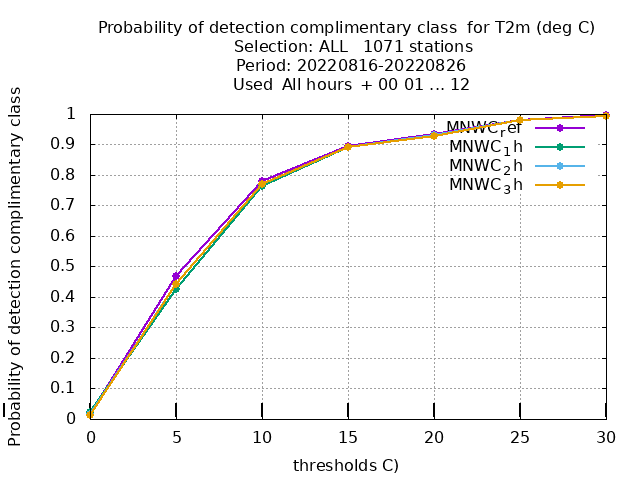 Probability of detection complimentary class  for T2m (deg C)
Selection: ALL   1071 stations
Period: 20220816-20220826
Used  All hours  + 00 01 ... 12
Probability of detection complimentary class
1
0.9
0.8
0.7
0.6
0.5
0.4
0.3
0.2
0.1
0
MNWC_ref
MNWC_1h
MNWC_2h
MNWC_3h
0 5 10 15 20 25 30
thresholds C)